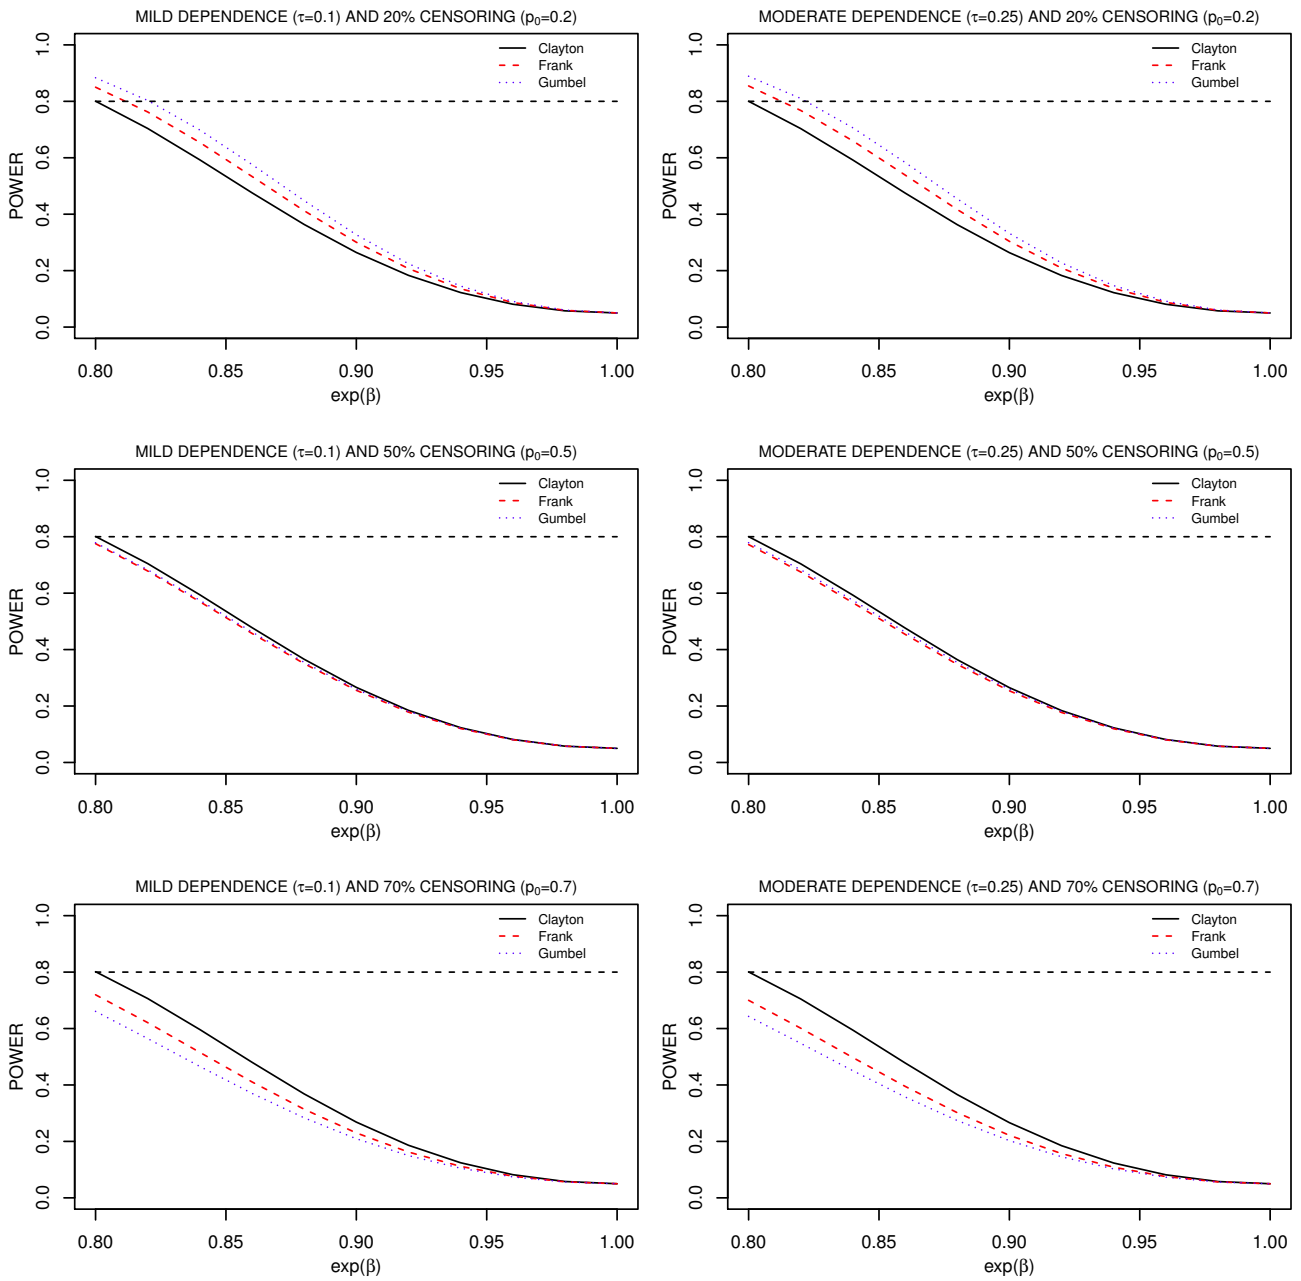 MILD DEPENDENCE (τ=0.1) AND 20% CENSORING (p₀=0.2)
1.0
0.8
0.6
0.4
0.2
0.0
POWER
Clayton
Frank
Gumbel
0.80 0.85 0.90 0.95 1.00
exp(β)
MODERATE DEPENDENCE (τ=0.25) AND 20% CENSORING (p₀=0.2)
1.0
0.8
0.6
0.4
0.2
0.0
POWER
Clayton
Frank
Gumbel
0.80 0.85 0.90 0.95 1.00
exp(β)
MILD DEPENDENCE (τ=0.1) AND 50% CENSORING (p₀=0.5)
1.0
0.8
0.6
0.4
0.2
0.0
POWER
Clayton
Frank
Gumbel
0.80 0.85 0.90 0.95 1.00
exp(β)
MODERATE DEPENDENCE (τ=0.25) AND 50% CENSORING (p₀=0.5)
1.0
0.8
0.6
0.4
0.2
0.0
POWER
Clayton
Frank
Gumbel
0.80 0.85 0.90 0.95 1.00
exp(β)
MILD DEPENDENCE (τ=0.1) AND 70% CENSORING (p₀=0.7)
1.0
0.8
0.6
0.4
0.2
0.0
POWER
Clayton
Frank
Gumbel
0.80 0.85 0.90 0.95 1.00
exp(β)
MODERATE DEPENDENCE (τ=0.25) AND 70% CENSORING (p₀=0.7)
1.0
0.8
0.6
0.4
0.2
0.0
POWER
Clayton
Frank
Gumbel
0.80 0.85 0.90 0.95 1.00
exp(β)